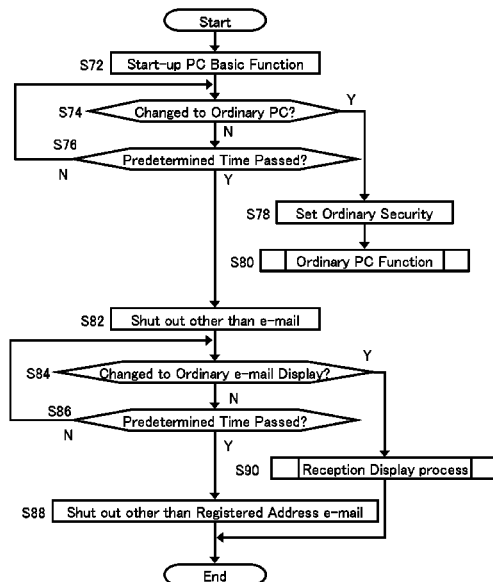 Start
S72
Start-up PC Basic Function
S74
Changed to Ordinary PC?
Y
N
S76
Predetermined Time Passed?
N
Y
S78
Set Ordinary Security
S80
Ordinary PC Function
S82
Shut out other than e-mail
S84
Changed to Ordinary e-mail Display?
Y
N
S86
Predetermined Time Passed?
N
Y
S90
Reception Display process
S88
Shut out other than Registered Address e-mail
End